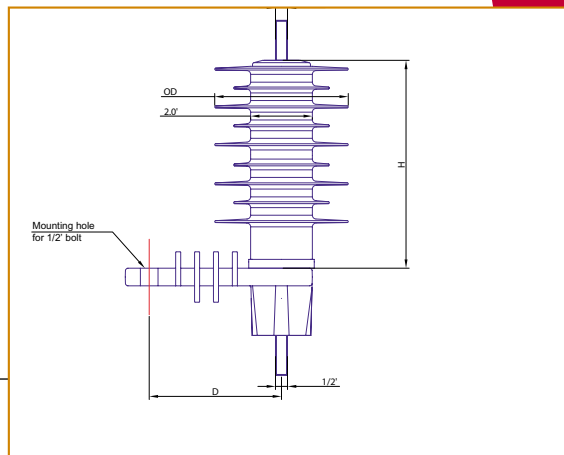 OD
2.0'
H
Mounting hole
for 1/2' bolt
1/2'
D